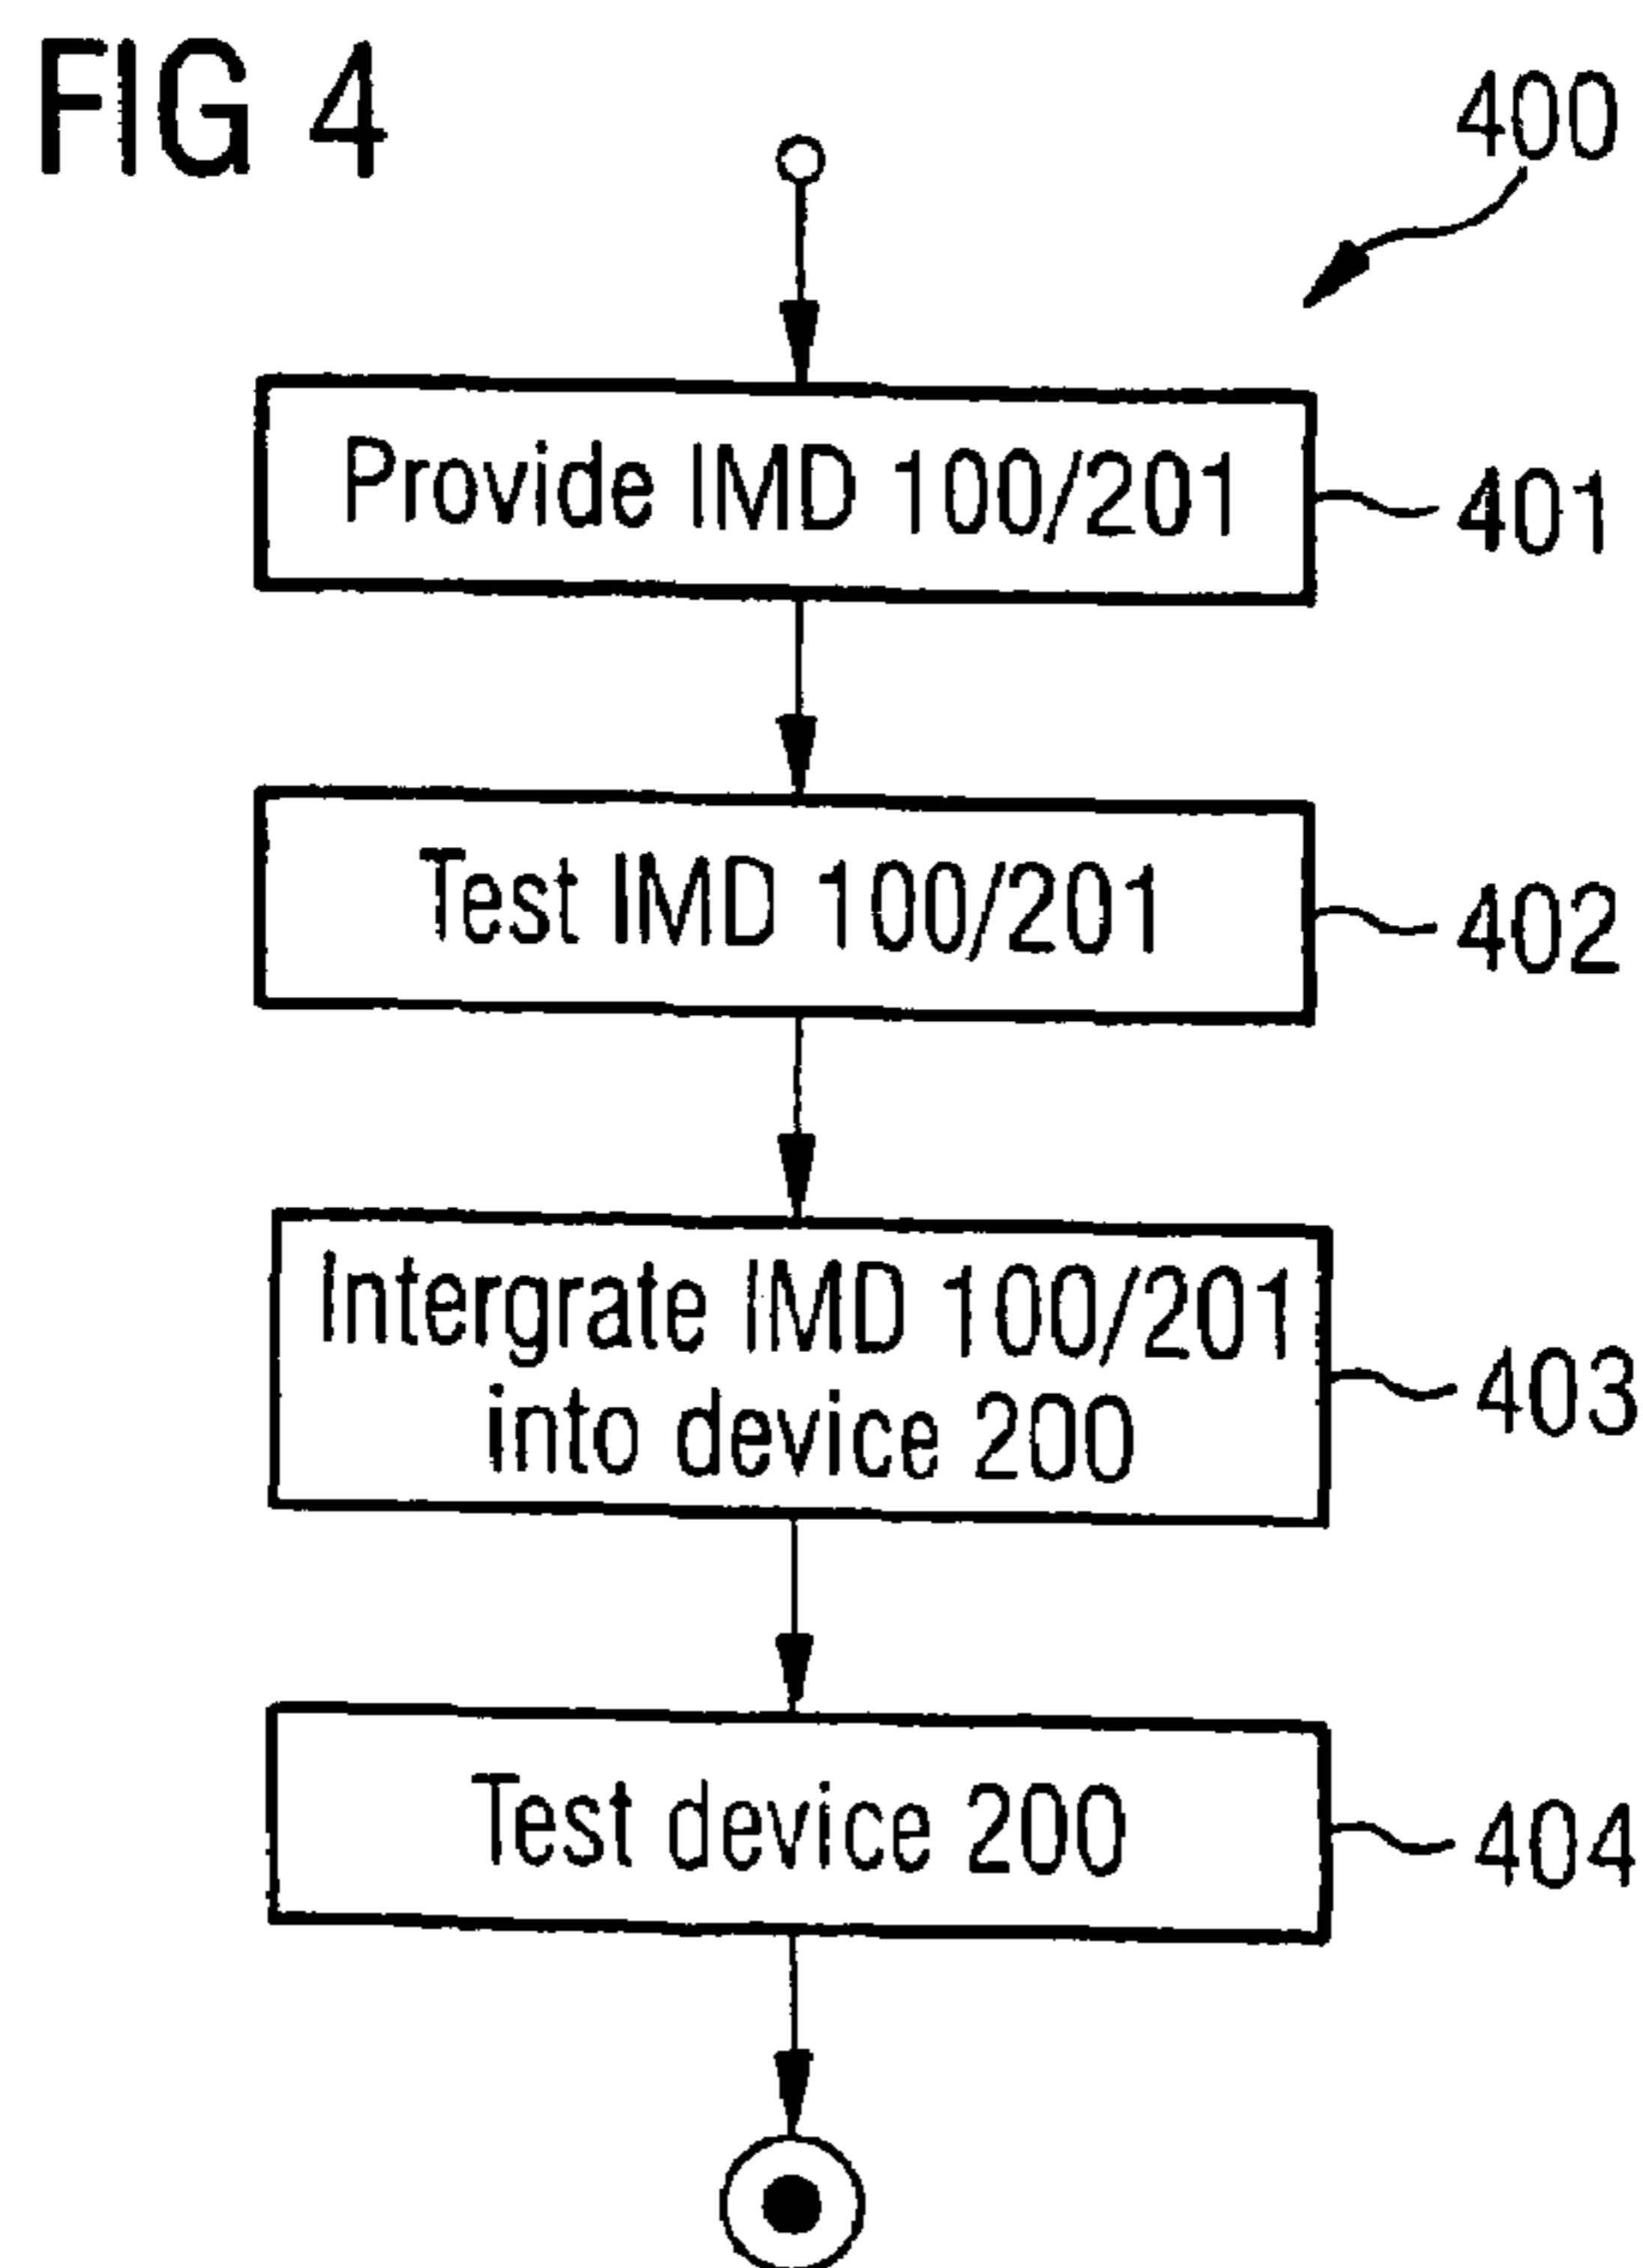 FIG 4
400
Provide IMD 100/201
401
Test IMD 100/201
402
Intergrate IMD 100/201
into device 200
403
Test device 200
404